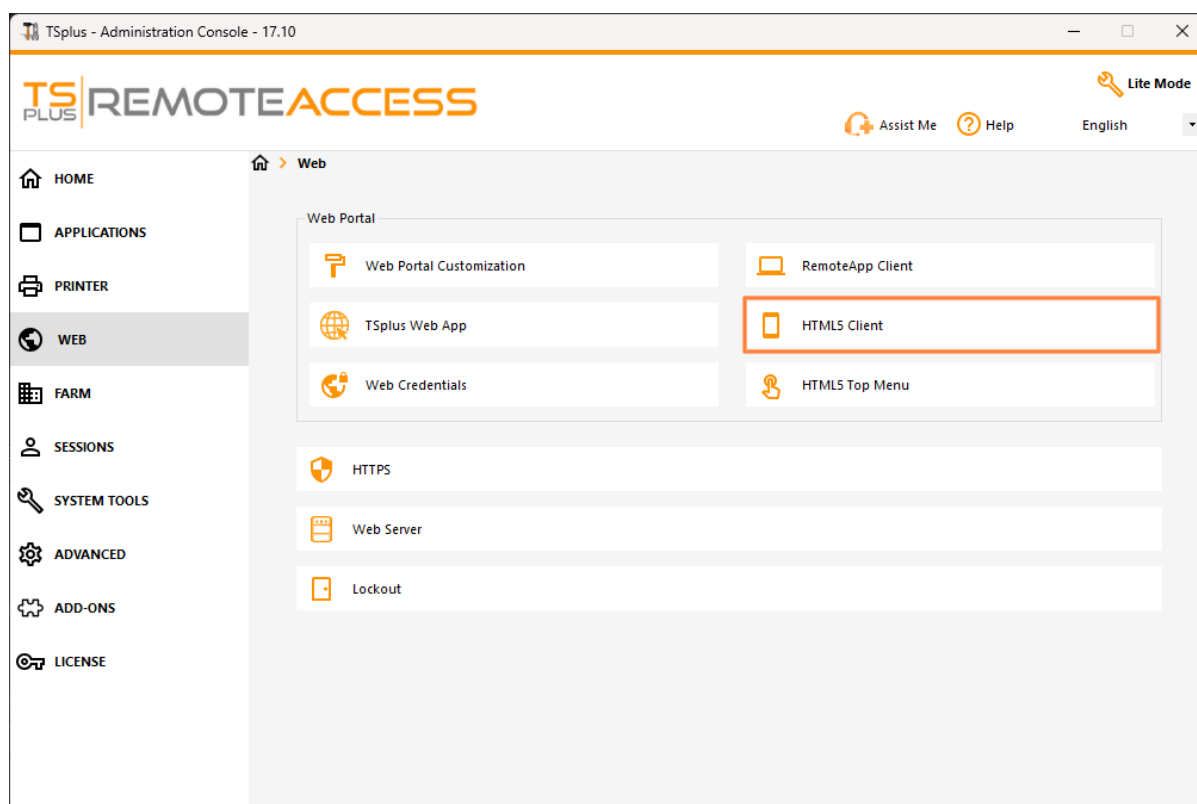 TSplus - Administration Console - 17.10
TS PLUS REMOTEACCESS
Lite Mode
Assist Me
Help
English
HOME
APPLICATIONS
PRINTER
WEB
FARM
SESSIONS
SYSTEM TOOLS
ADVANCED
ADD-ONS
LICENSE
Web
Web Portal
Web Portal Customization
RemoteApp Client
TSplus Web App
HTML5 Client
Web Credentials
HTML5 Top Menu
HTTPS
Web Server
Lockout